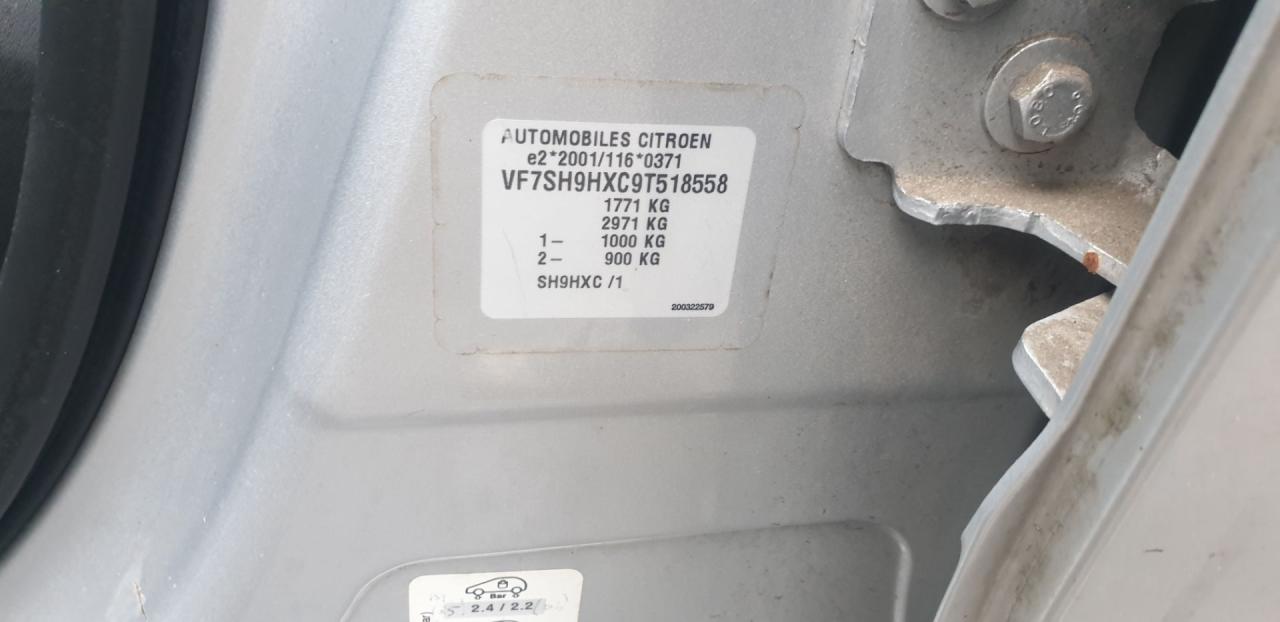 AUTOMOBILES CITROEN
e2*2001/116*0371
VF7SH9HXC9T518558
1771 KG
2971 KG
1- 1000 KG
2- 900 KG
SH9HXC /1
200322579
Bar
2.4 / 2.2